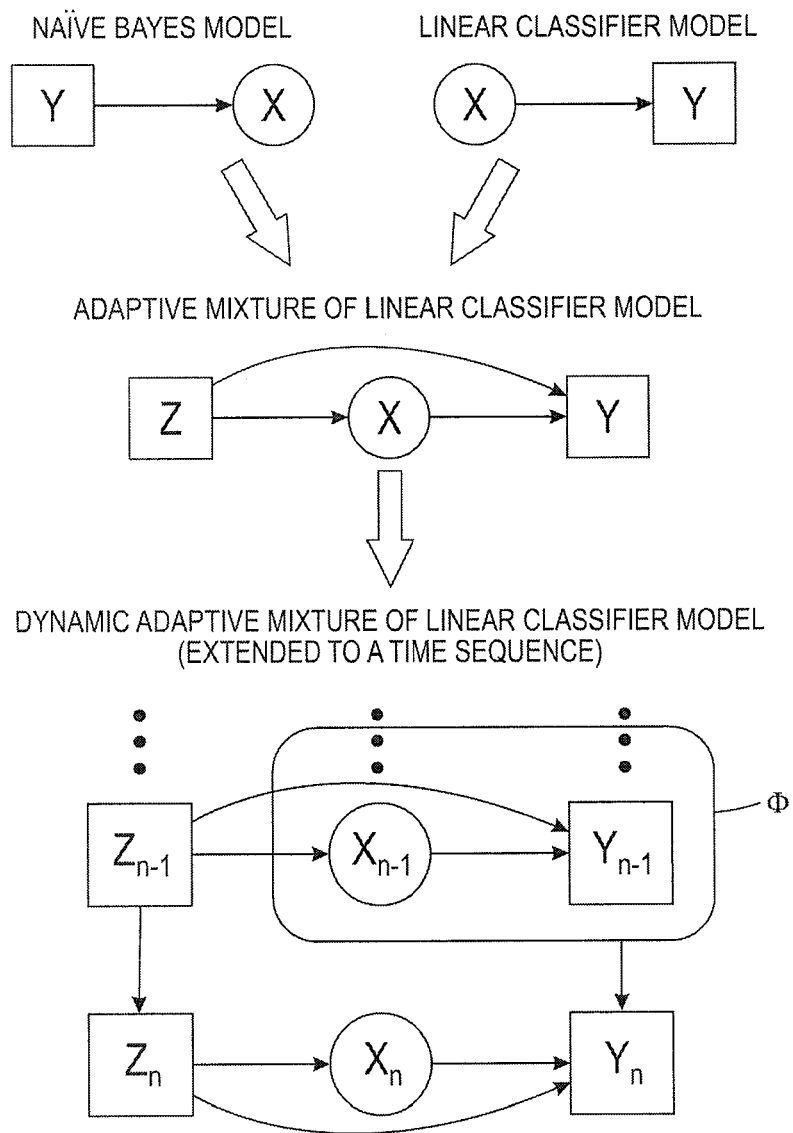 NAÏVE BAYES MODEL
LINEAR CLASSIFIER MODEL
Y X
X Y
ADAPTIVE MIXTURE OF LINEAR CLASSIFIER MODEL
Z X Y
DYNAMIC ADAPTIVE MIXTURE OF LINEAR CLASSIFIER MODEL
(EXTENDED TO A TIME SEQUENCE)
Φ
Zn-1 Xn-1 Yn-1
Zn Xn Yn